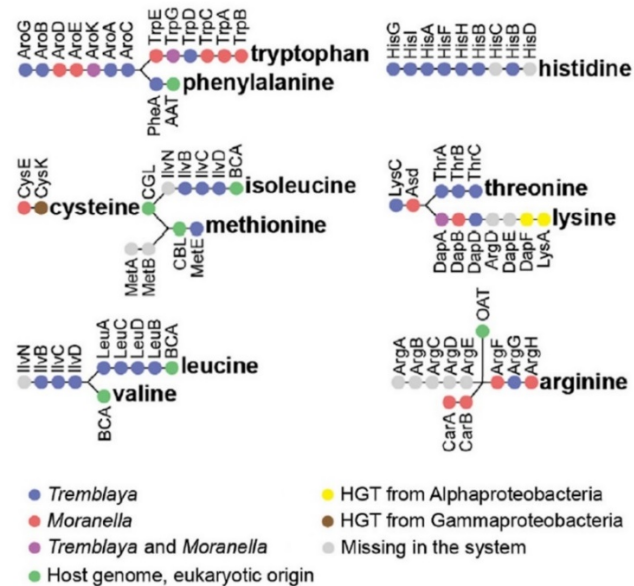 AroG AroB AroD AroE AroK AroA AroC
TrpE TrpG TrpD TrpC TrpA TrpB
tryptophan
phenylalanine
PheA AAT
HisG HisI HisA HisF HisH HisB HisC HisB HisD
histidine
CysE CysK
cysteine
CGL
IlvN IlvB IlvC IlvD BCA
isoleucine
methionine
MetA MetB
CBL MetE
LysC Asd
ThrA ThrB ThrC
threonine
lysine
DapA DapB DapD ArgD DapE DapF LysA
IlvN IlvB IlvC IlvD
LeuA LeuC LeuD LeuB BCA
leucine
valine
BCA
OAT
ArgA ArgB ArgC ArgD ArgE
ArgF ArgG ArgH
arginine
CarA CarB
Tremblaya
Moranella
Tremblaya and Moranella
Host genome, eukaryotic origin
HGT from Alphaproteobacteria
HGT from Gammaproteobacteria
Missing in the system